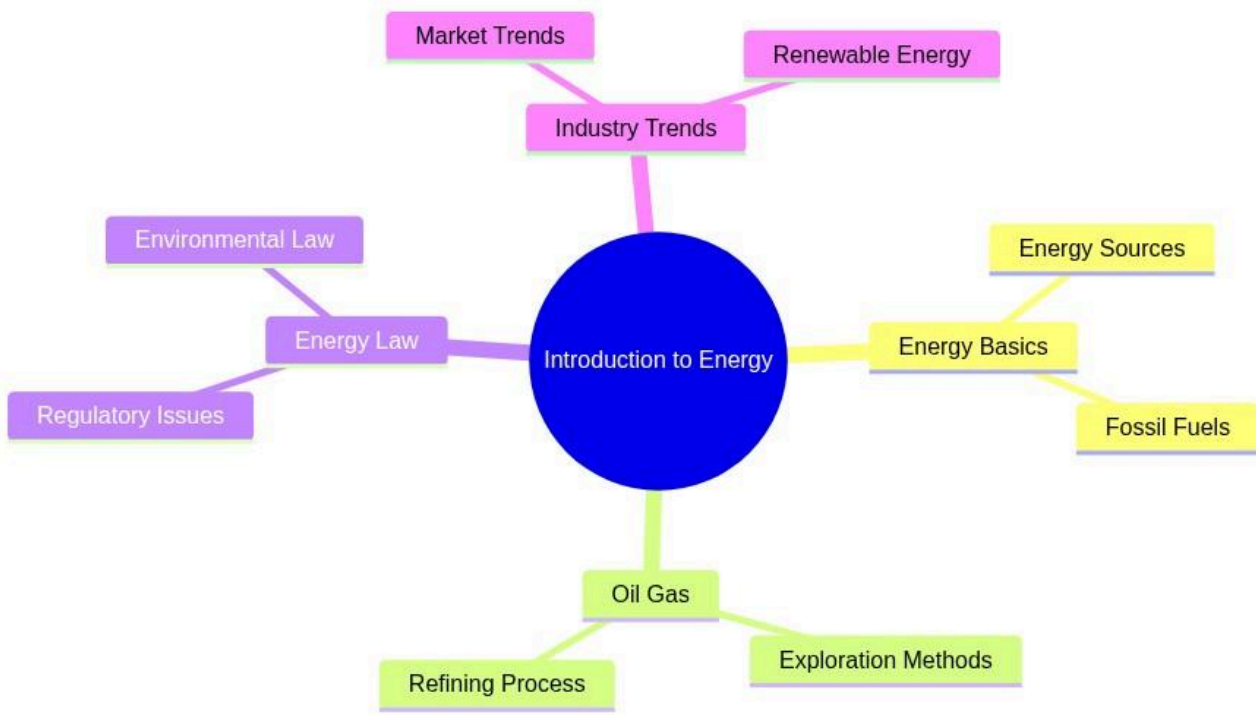 Market Trends
Renewable Energy
Industry Trends
Environmental Law
Energy Sources
Energy Law
Energy Basics
Introduction to Energy
Regulatory Issues
Fossil Fuels
Oil Gas
Exploration Methods
Refining Process